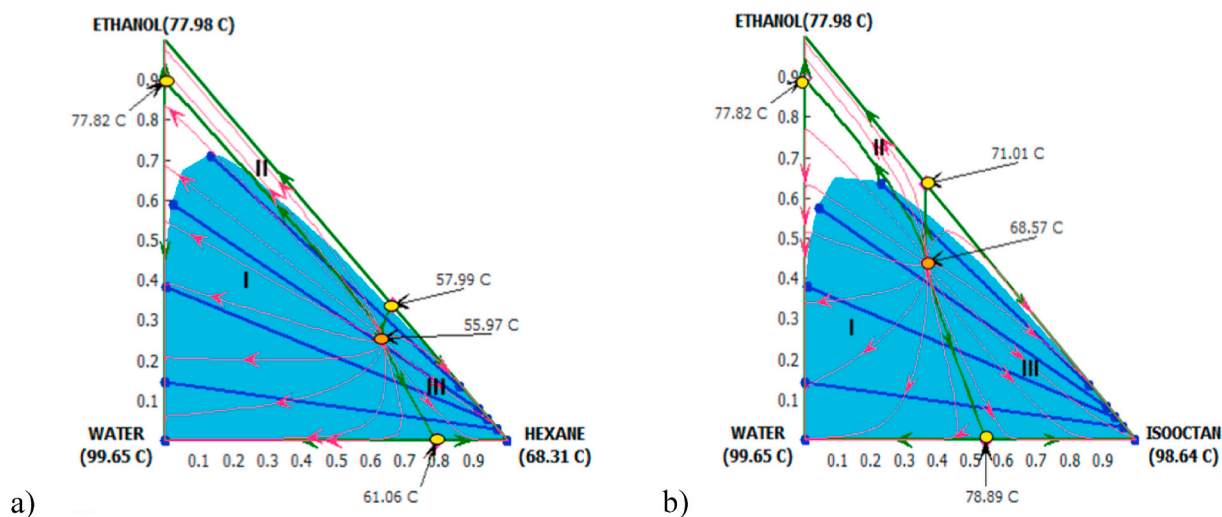 ETHANOL(77.98 C)
0.9
77.82 C
0.8
0.7
II
0.6
0.5
I
0.4
57.99 C
0.3
55.97 C
0.2
III
0.1
WATER
(99.65 C)
HEXANE
(68.31 C)
0.1 0.2 0.3 0.4 0.5 0.6 0.7 0.8 0.9
61.06 C
a)
ETHANOL(77.98 C)
0.9
77.82 C
0.8
0.7
II
71.01 C
0.6
0.5
68.57 C
0.4
I
0.3
0.2
III
0.1
WATER
(99.65 C)
ISOOCTAN
(98.64 C)
0.1 0.2 0.3 0.4 0.5 0.6 0.7 0.8 0.9
78.89 C
b)